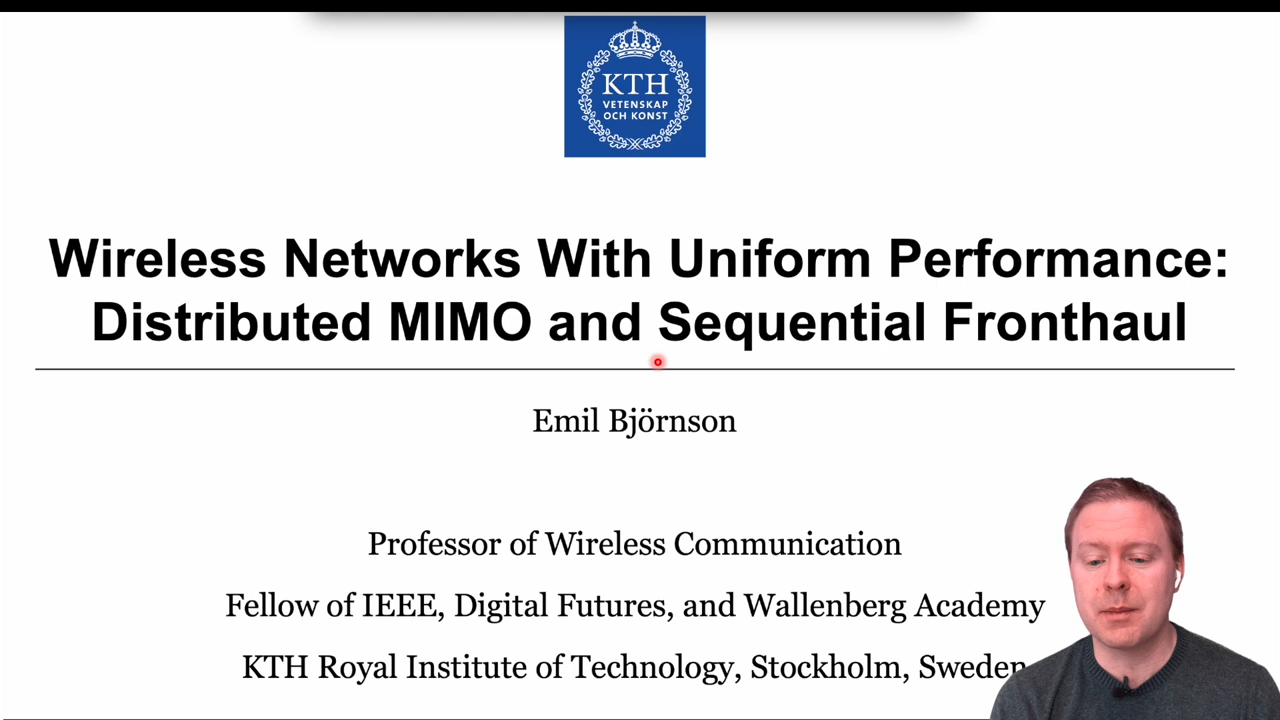 KTH
VETENSKAP
OCH KONST
Wireless Networks With Uniform Performance:
Distributed MIMO and Sequential Fronthaul
Emil Björnson
Professor of Wireless Communication
Fellow of IEEE, Digital Futures, and Wallenberg Academy
KTH Royal Institute of Technology, Stockholm, Sweden